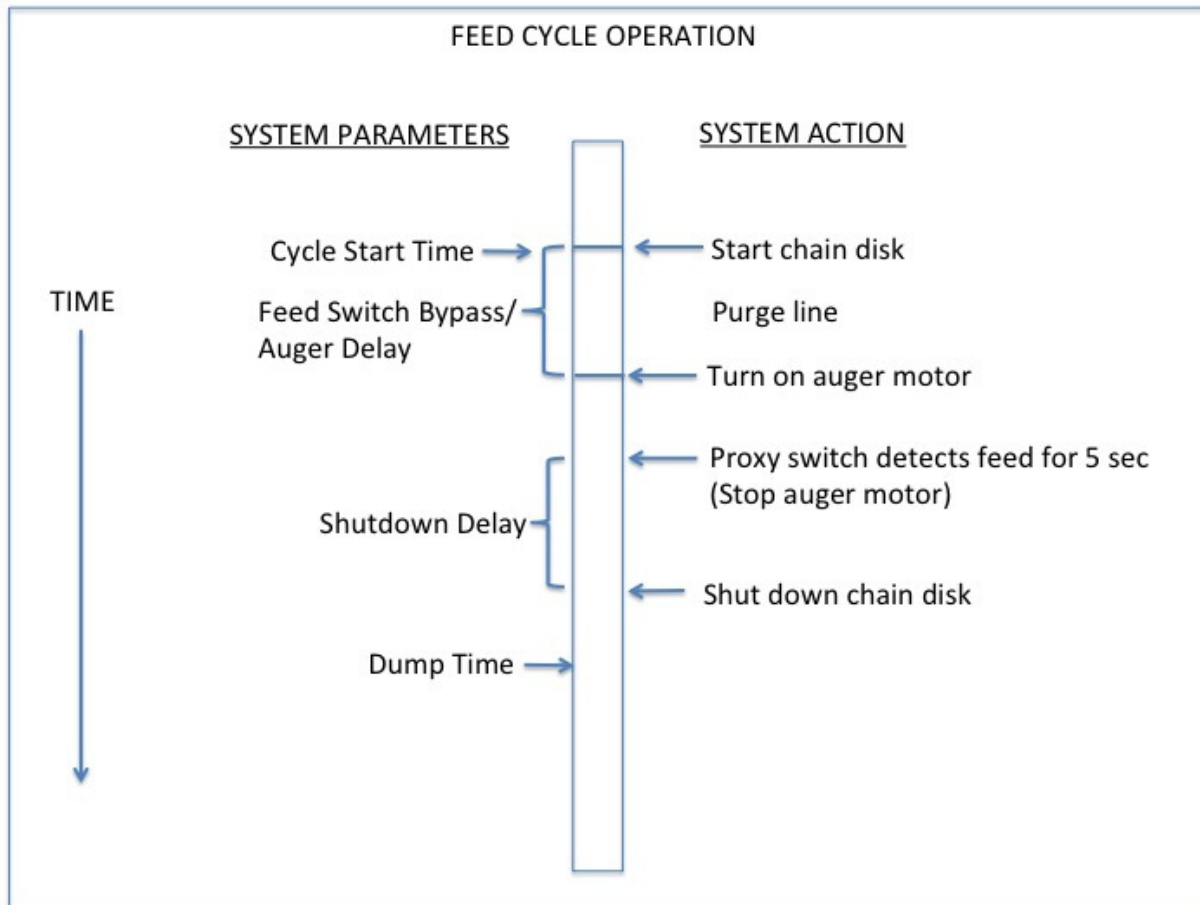 FEED CYCLE OPERATION
SYSTEM PARAMETERS
SYSTEM ACTION
TIME
Cycle Start Time
Start chain disk
Feed Switch Bypass/
Auger Delay
Purge line
Turn on auger motor
Proxy switch detects feed for 5 sec
(Stop auger motor)
Shutdown Delay
Shut down chain disk
Dump Time